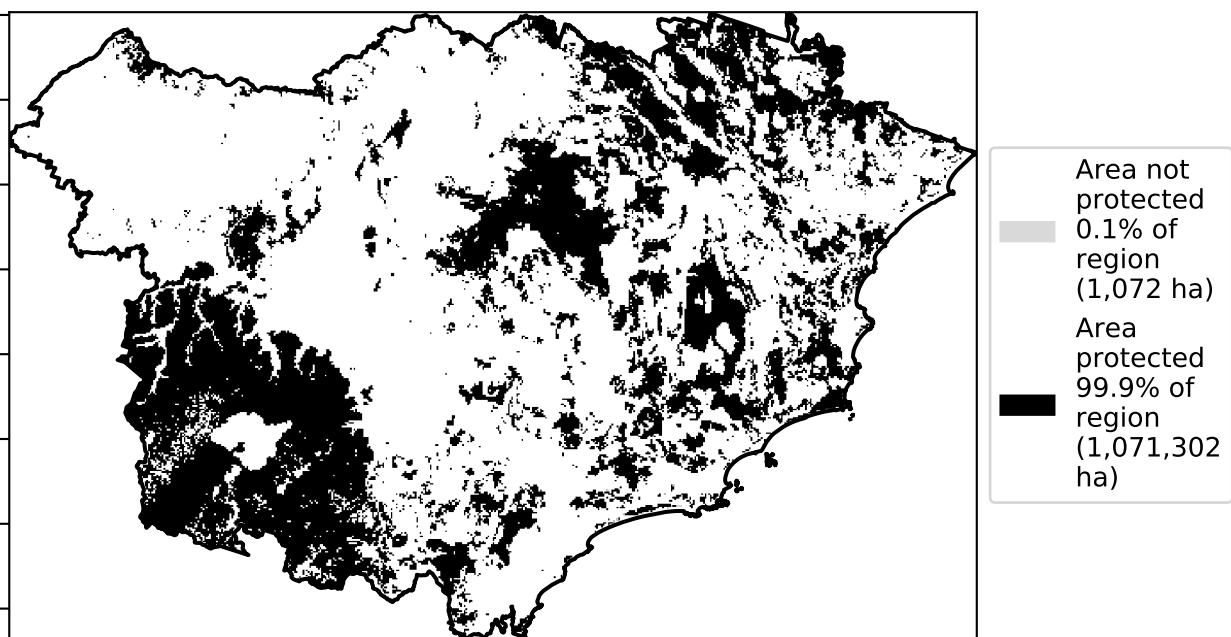 Area not
protected
0.1% of
region
(1,072 ha)
Area
protected
99.9% of
region
(1,071,302
ha)